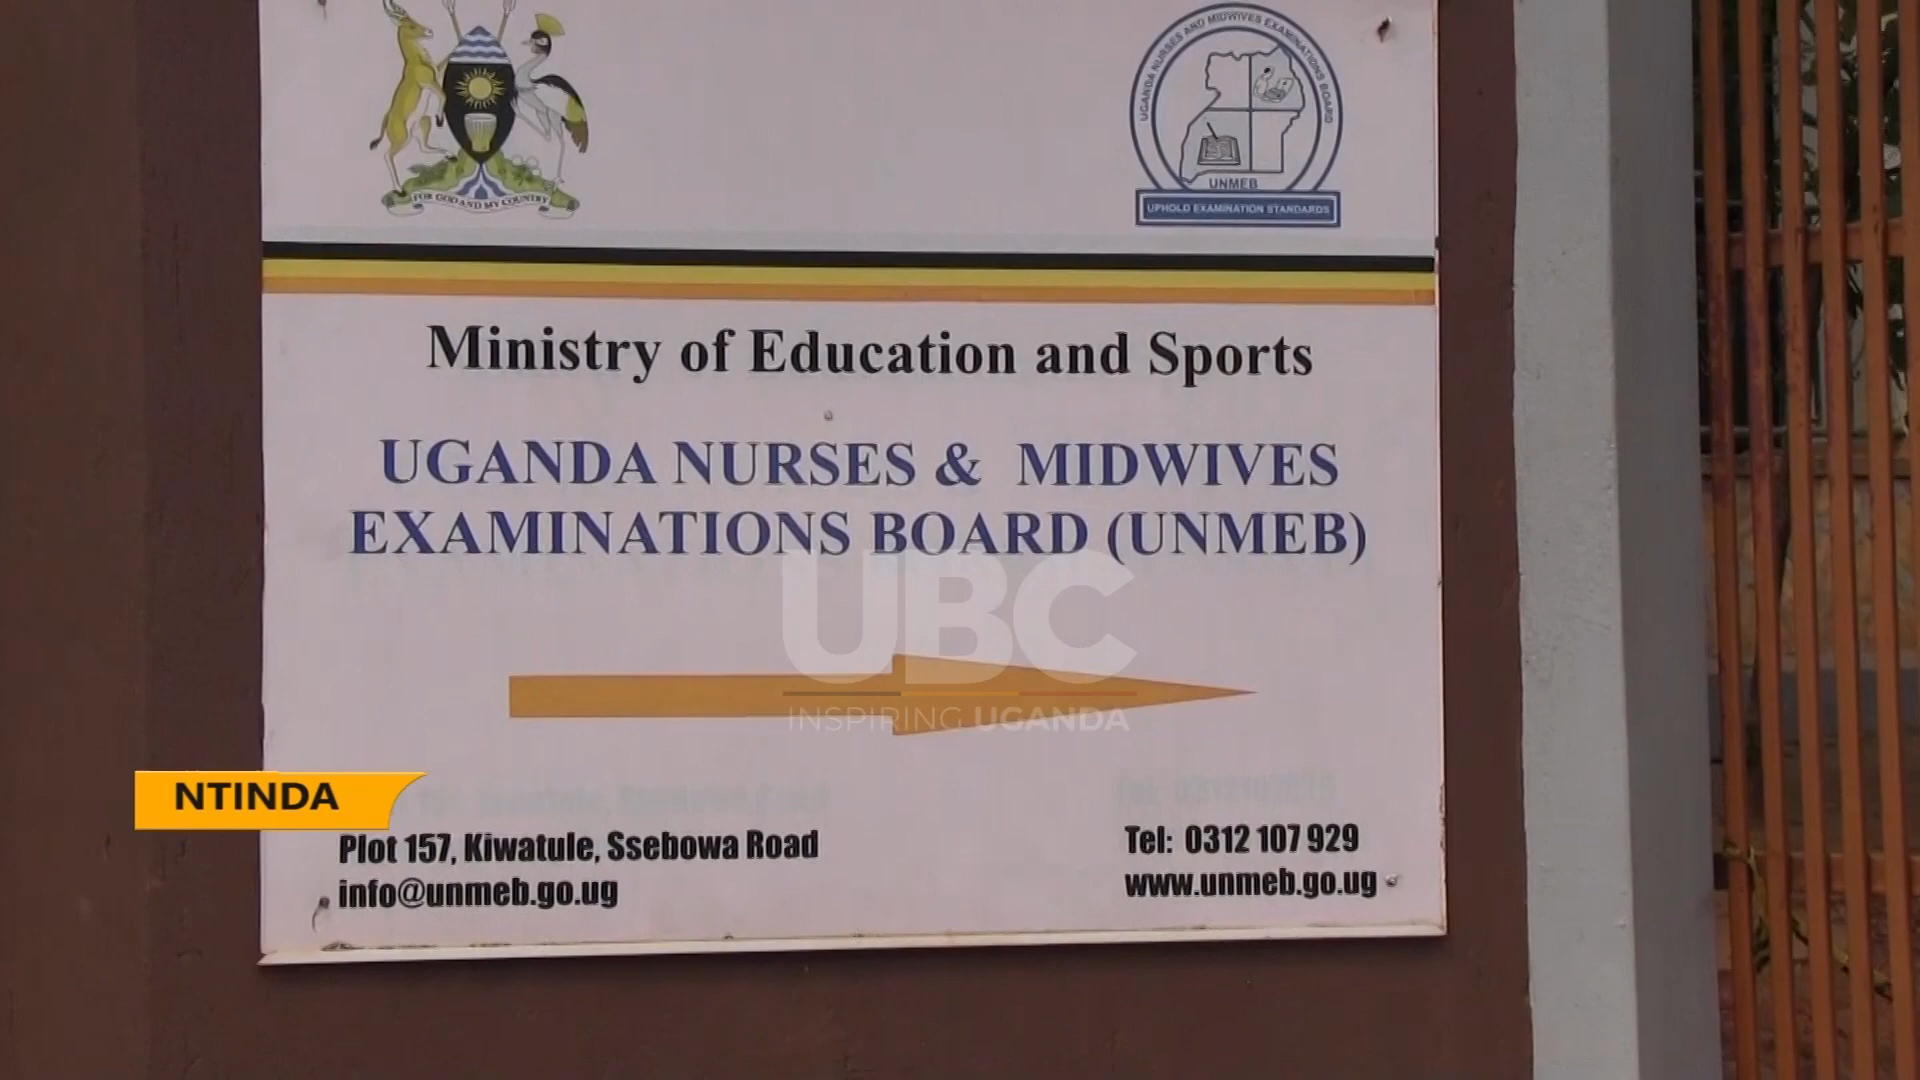 FOR GOD AND MY COUNTRY
UGANDA NURSES AND MIDWIVES EXAMINATIONS BOARD
UNMEB
UPHOLD EXAMINATION STANDARDS
Ministry of Education and Sports
UGANDA NURSES & MIDWIVES
EXAMINATIONS BOARD (UNMEB)
UBC
INSPIRING UGANDA
NTINDA
Plot 157, Kiwatule, Ssebowa Road
info@unmeb.go.ug
Tel: 0312 107 929
www.unmeb.go.ug